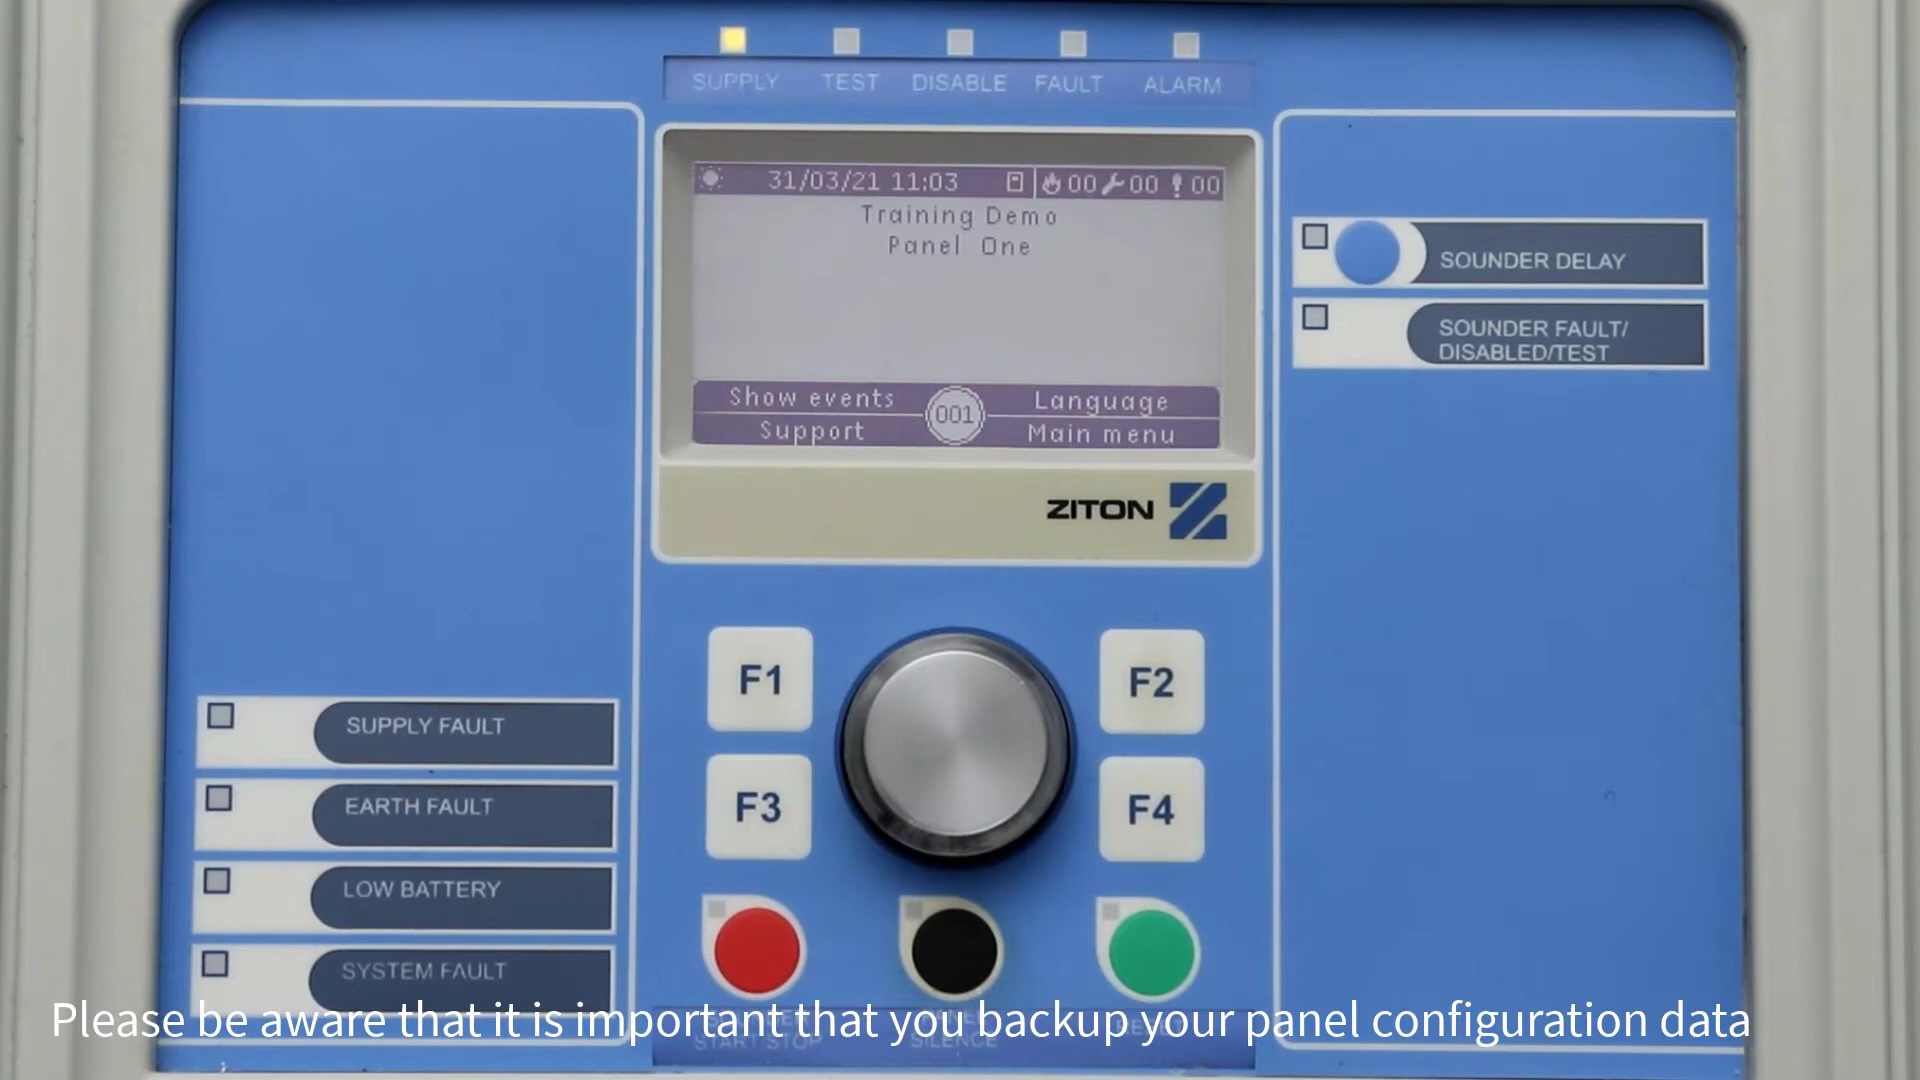 SUPPLY TEST DISABLE FAULT ALARM
31/03/21 11:03 00 00 00
Training Demo
Panel One
Show events Language
001
Support Main menu
ZITON
SOUNDER DELAY
SOUNDER FAULT/
DISABLED/TEST
F1 F2
F3 F4
SUPPLY FAULT
EARTH FAULT
LOW BATTERY
SYSTEM FAULT
START STOP SILENCE
Please be aware that it is important that you backup your panel configuration data